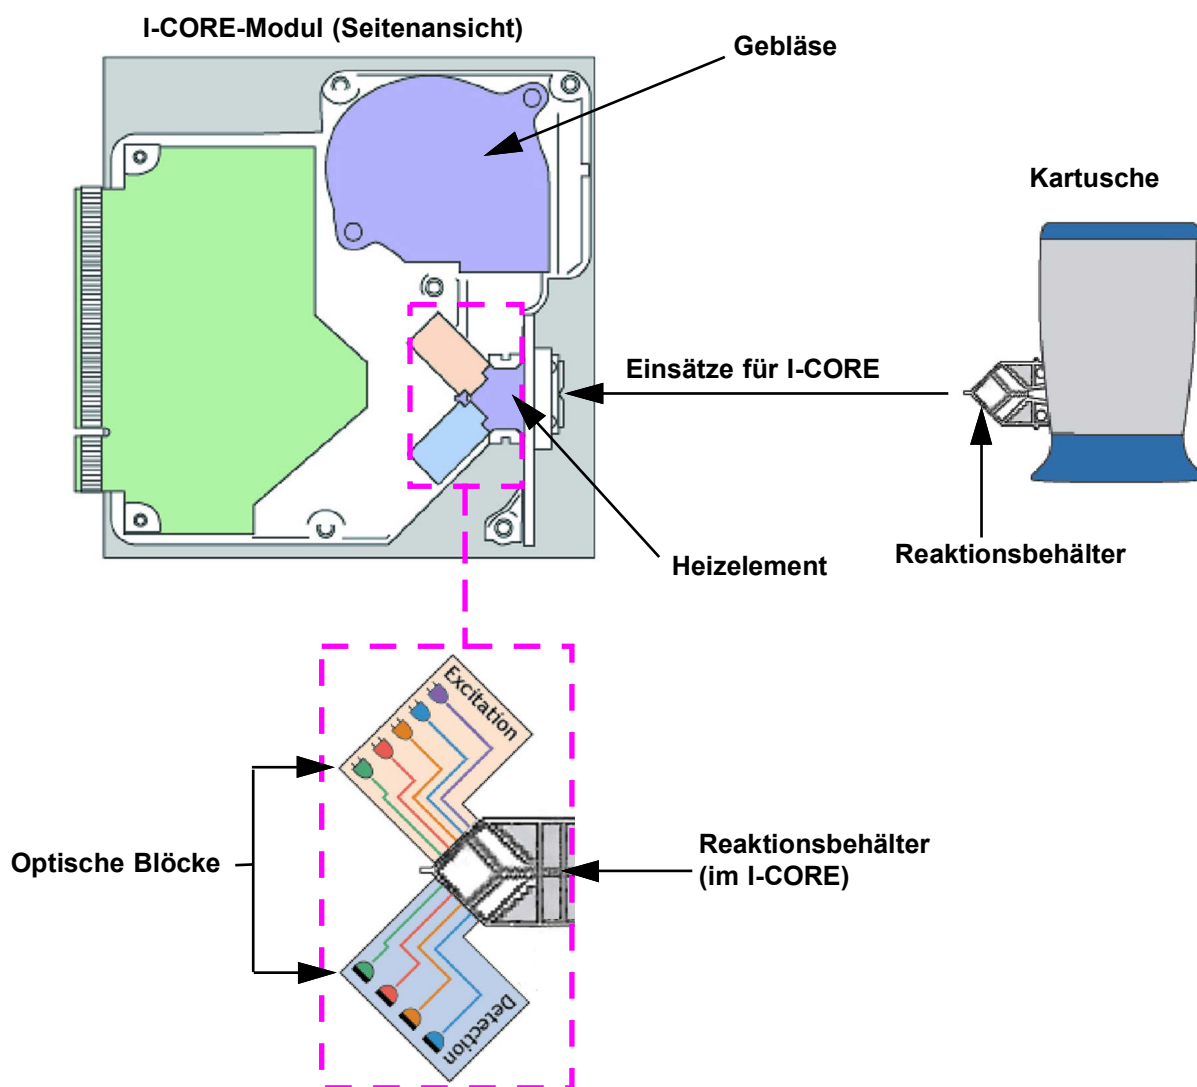 I-CORE-Modul (Seitenansicht)
Gebläse
Kartusche
Einsätze für I-CORE
Heizelement
Reaktionsbehälter
Excitation
Optische Blöcke
Reaktionsbehälter
(im I-CORE)
Detection